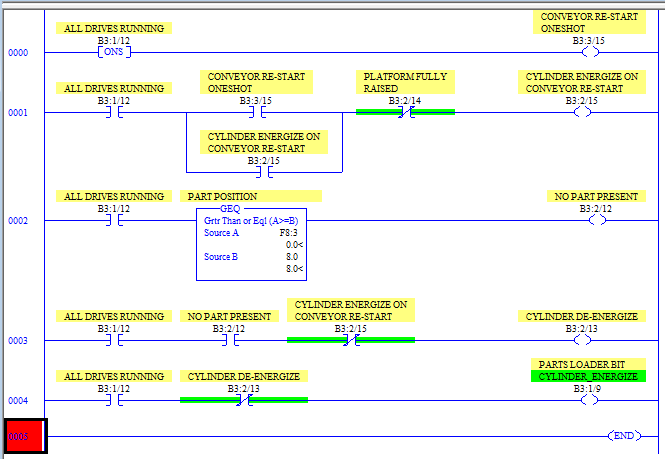 CONVEYOR RE-START
ALL DRIVES RUNNING ONESHOT
B3:1/12 B3:3/15
0000 ONS
CONVEYOR RE-START PLATFORM FULLY CYLINDER ENERGIZE ON
ALL DRIVES RUNNING ONESHOT RAISED CONVEYOR RE-START
B3:1/12 B3:3/15 B3:2/14 B3:2/15
0001
CYLINDER ENERGIZE ON
CONVEYOR RE-START
B3:2/15
ALL DRIVES RUNNING PART POSITION NO PART PRESENT
B3:1/12 GEQ B3:2/12
0002 Grtr Than or Eql (A>=B)
Source A F8:3
0.0<
Source B 8.0
8.0<
CYLINDER ENERGIZE ON
ALL DRIVES RUNNING NO PART PRESENT CONVEYOR RE-START CYLINDER DE-ENERGIZE
B3:1/12 B3:2/12 B3:2/15 B3:2/13
0003
PARTS LOADER BIT
ALL DRIVES RUNNING CYLINDER DE-ENERGIZE CYLINDER_ENERGIZE
B3:1/12 B3:2/13 B3:1/9
0004
0005 END